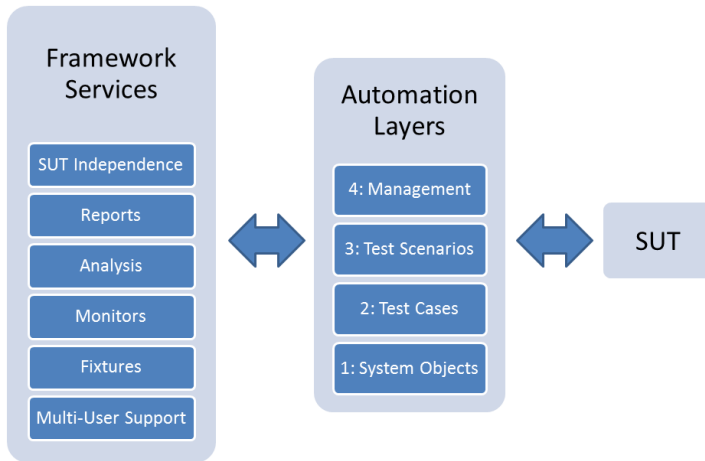 Framework
Services
SUT Independence
Reports
Analysis
Monitors
Fixtures
Multi-User Support
Automation
Layers
4: Management
3: Test Scenarios
2: Test Cases
1: System Objects
SUT